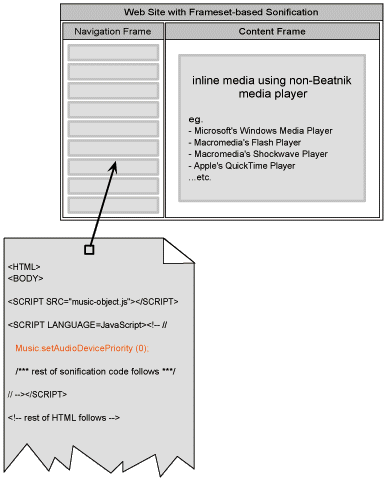 Web Site with Frameset-based Sonification
Navigation Frame
Content Frame
inline media using non-Beatnik
media player
eg.
- Microsoft's Windows Media Player
- Macromedia's Flash Player
- Macromedia's Shockwave Player
- Apple's QuickTime Player
...etc.
<HTML>
<BODY>
<SCRIPT SRC="music-object.js"></SCRIPT>
<SCRIPT LANGUAGE=JavaScript><!-- //
Music.setAudioDevicePriority (0);
/*** rest of sonification code follows ***/
// --></SCRIPT>
<!-- rest of HTML follows -->